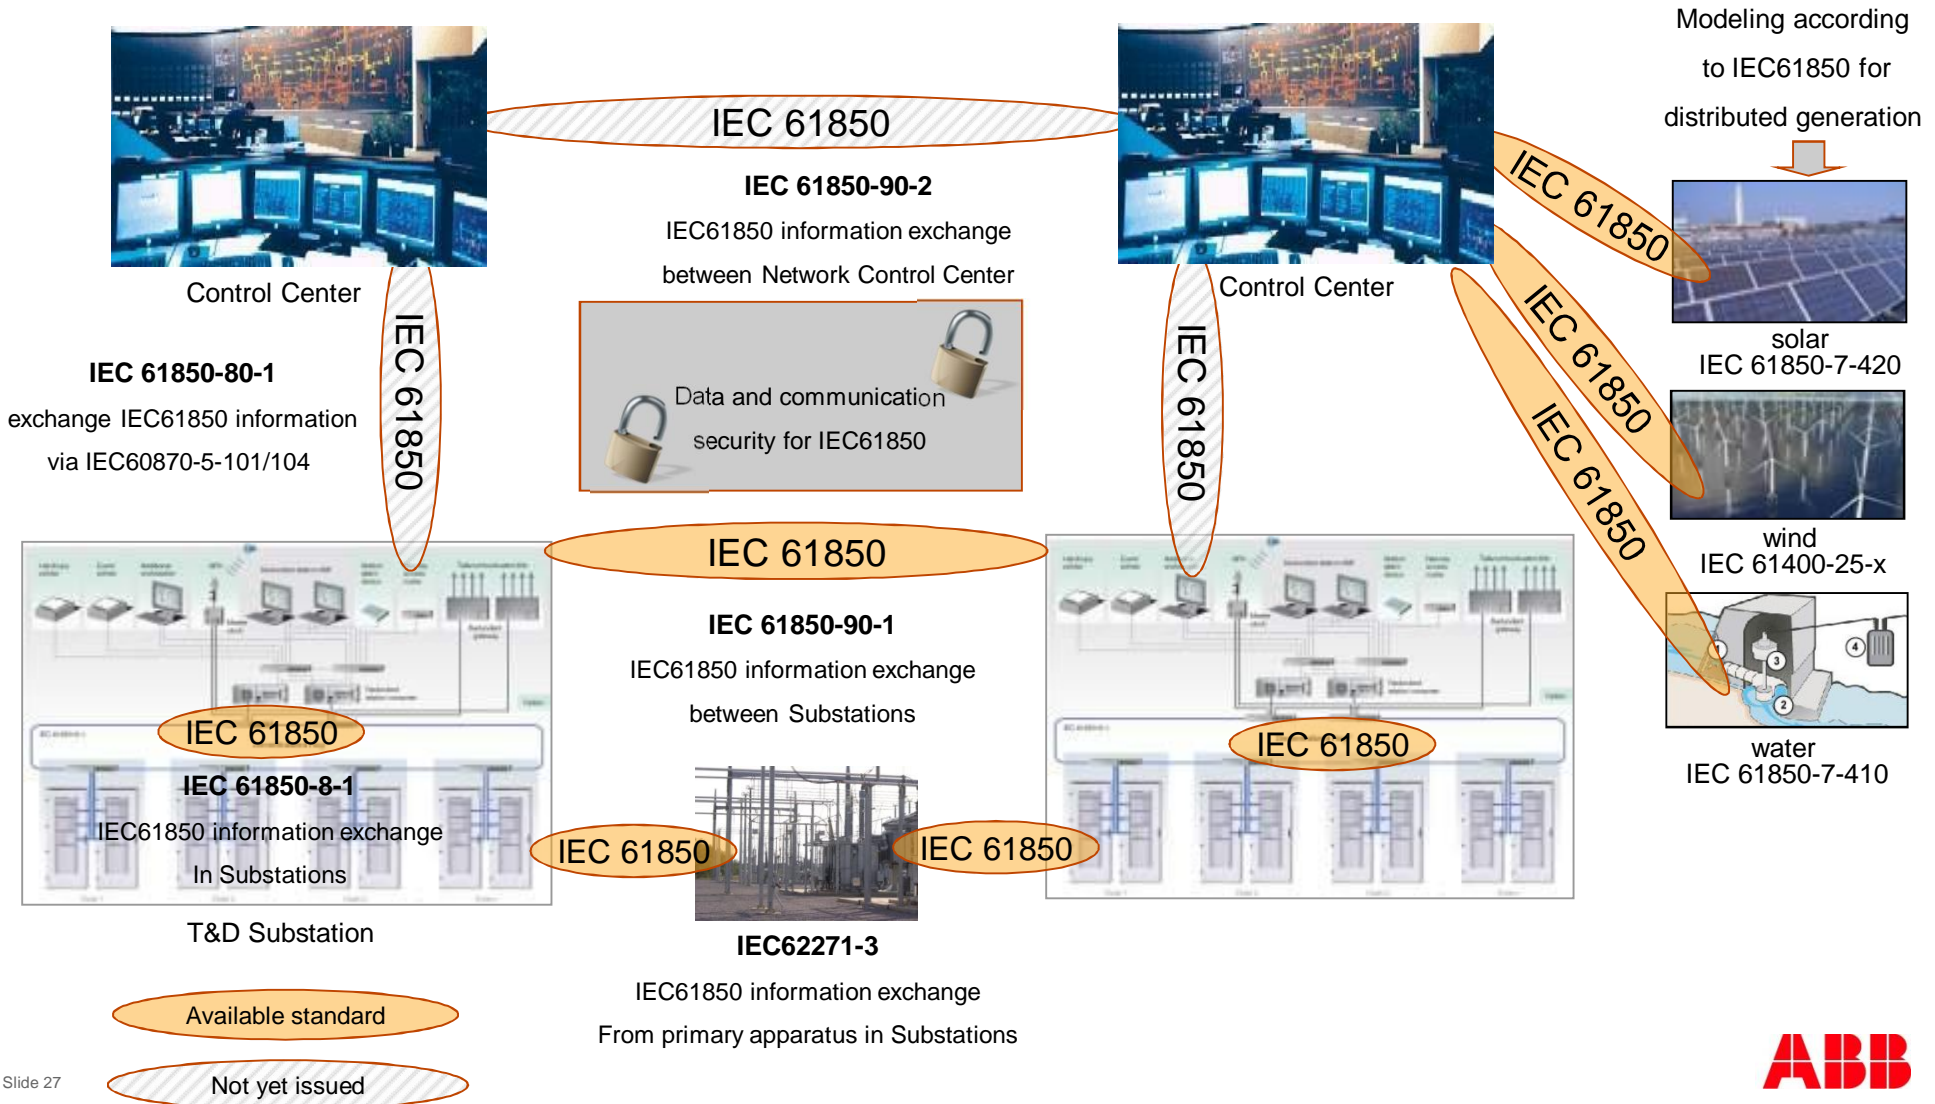 Modeling according
to IEC61850 for
distributed generation
IEC 61850
IEC 61850-90-2
IEC61850 information exchange
between Network Control Center
Control Center
Control Center
IEC 61850
IEC 61850
IEC 61850
IEC 61850
IEC 61850
solar
IEC 61850-7-420
IEC 61850-80-1
exchange IEC61850 information
via IEC60870-5-101/104
Data and communication
security for IEC61850
wind
IEC 61400-25-x
IEC 61850
IEC 61850-90-1
IEC61850 information exchange
between Substations
1
2
3
4
water
IEC 61850-7-410
IEC 61850
IEC 61850-8-1
IEC61850 information exchange
In Substations
IEC 61850
IEC 61850
IEC 61850
T&D Substation
IEC62271-3
IEC61850 information exchange
From primary apparatus in Substations
Available standard
Not yet issued
Slide 27
ABB